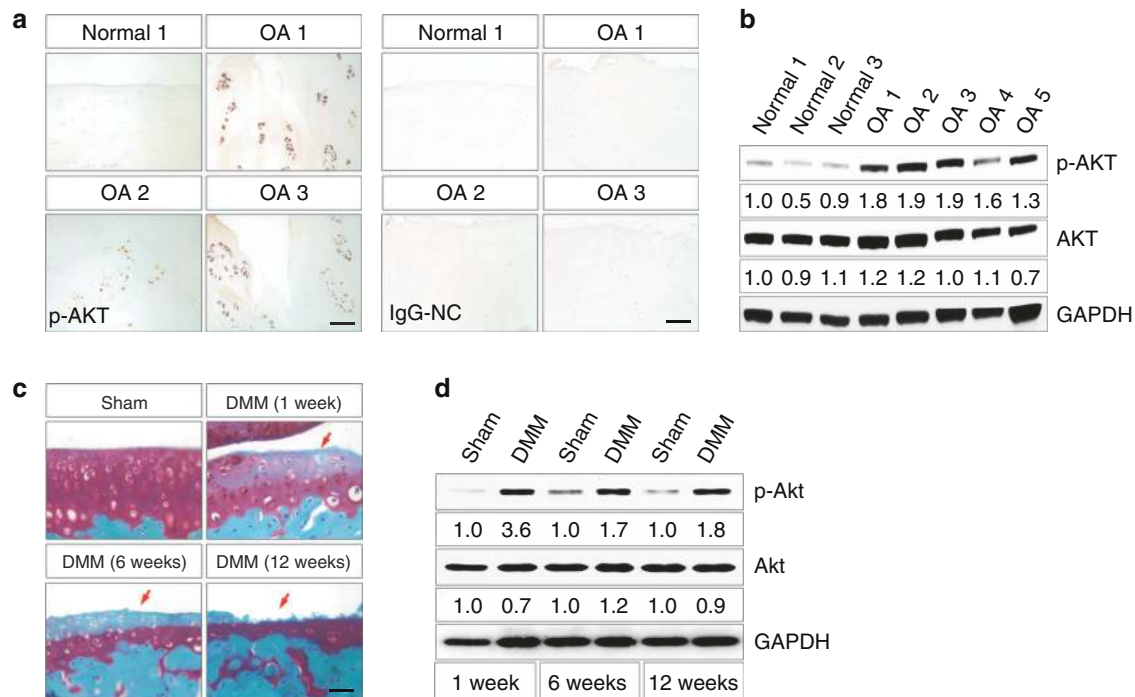 a
Normal 1 OA 1 Normal 1 OA 1
OA 2 OA 3 OA 2 OA 3
p-AKT IgG-NC
b
Normal 1 Normal 2 Normal 3 OA 1 OA 2 OA 3 OA 4 OA 5
p-AKT
1.0 0.5 0.9 1.8 1.9 1.9 1.6 1.3
AKT
1.0 0.9 1.1 1.2 1.2 1.0 1.1 0.7
GAPDH
c
Sham DMM (1 week)
DMM (6 weeks) DMM (12 weeks)
d
Sham DMM Sham DMM Sham DMM
p-Akt
1.0 3.6 1.0 1.7 1.0 1.8
Akt
1.0 0.7 1.0 1.2 1.0 0.9
GAPDH
1 week 6 weeks 12 weeks